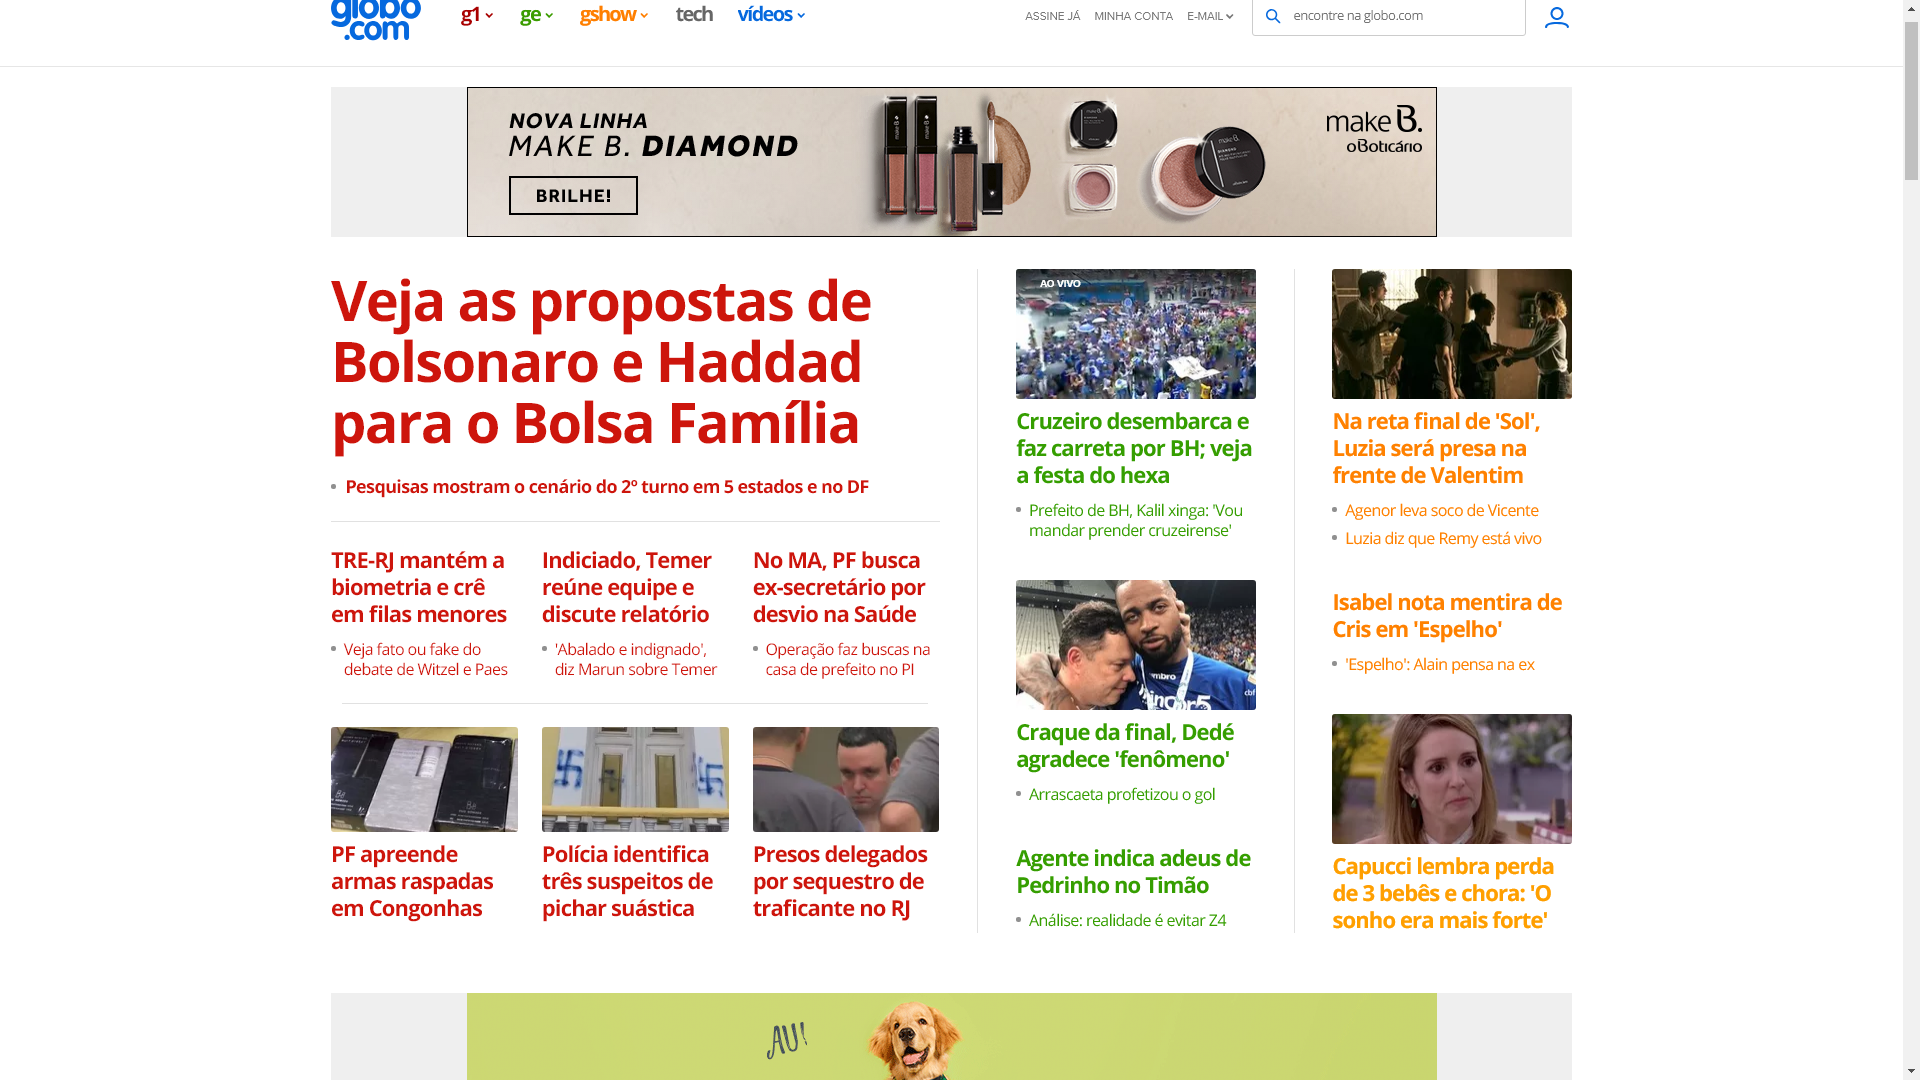 globo
.com
g1
ge
gshow
tech
vídeos
ASSINE JÁ
MINHA CONTA
E-MAIL
encontre na globo.com
NOVA LINHA
MAKE B. DIAMOND
BRILHE!
make B.
oBoticário
Veja as propostas de
Bolsonaro e Haddad
para o Bolsa Família
Pesquisas mostram o cenário do 2º turno em 5 estados e no DF
TRE-RJ mantém a
biometria e crê
em filas menores
Veja fato ou fake do
debate de Witzel e Paes
Indiciado, Temer
reúne equipe e
discute relatório
'Abalado e indignado',
diz Marun sobre Temer
No MA, PF busca
ex-secretário por
desvio na Saúde
Operação faz buscas na
casa de prefeito no PI
PF apreende
armas raspadas
em Congonhas
Polícia identifica
três suspeitos de
pichar suástica
Presos delegados
por sequestro de
traficante no RJ
AO VIVO
Cruzeiro desembarca e
faz carreta por BH; veja
a festa do hexa
Prefeito de BH, Kalil xinga: 'Vou
mandar prender cruzeirense'
Craque da final, Dedé
agradece 'fenômeno'
Arrascaeta profetizou o gol
Agente indica adeus de
Pedrinho no Timão
Análise: realidade é evitar Z4
Na reta final de 'Sol',
Luzia será presa na
frente de Valentim
Agenor leva soco de Vicente
Luzia diz que Remy está vivo
Isabel nota mentira de
Cris em 'Espelho'
'Espelho': Alain pensa na ex
Capucci lembra perda
de 3 bebês e chora: 'O
sonho era mais forte'
AU!